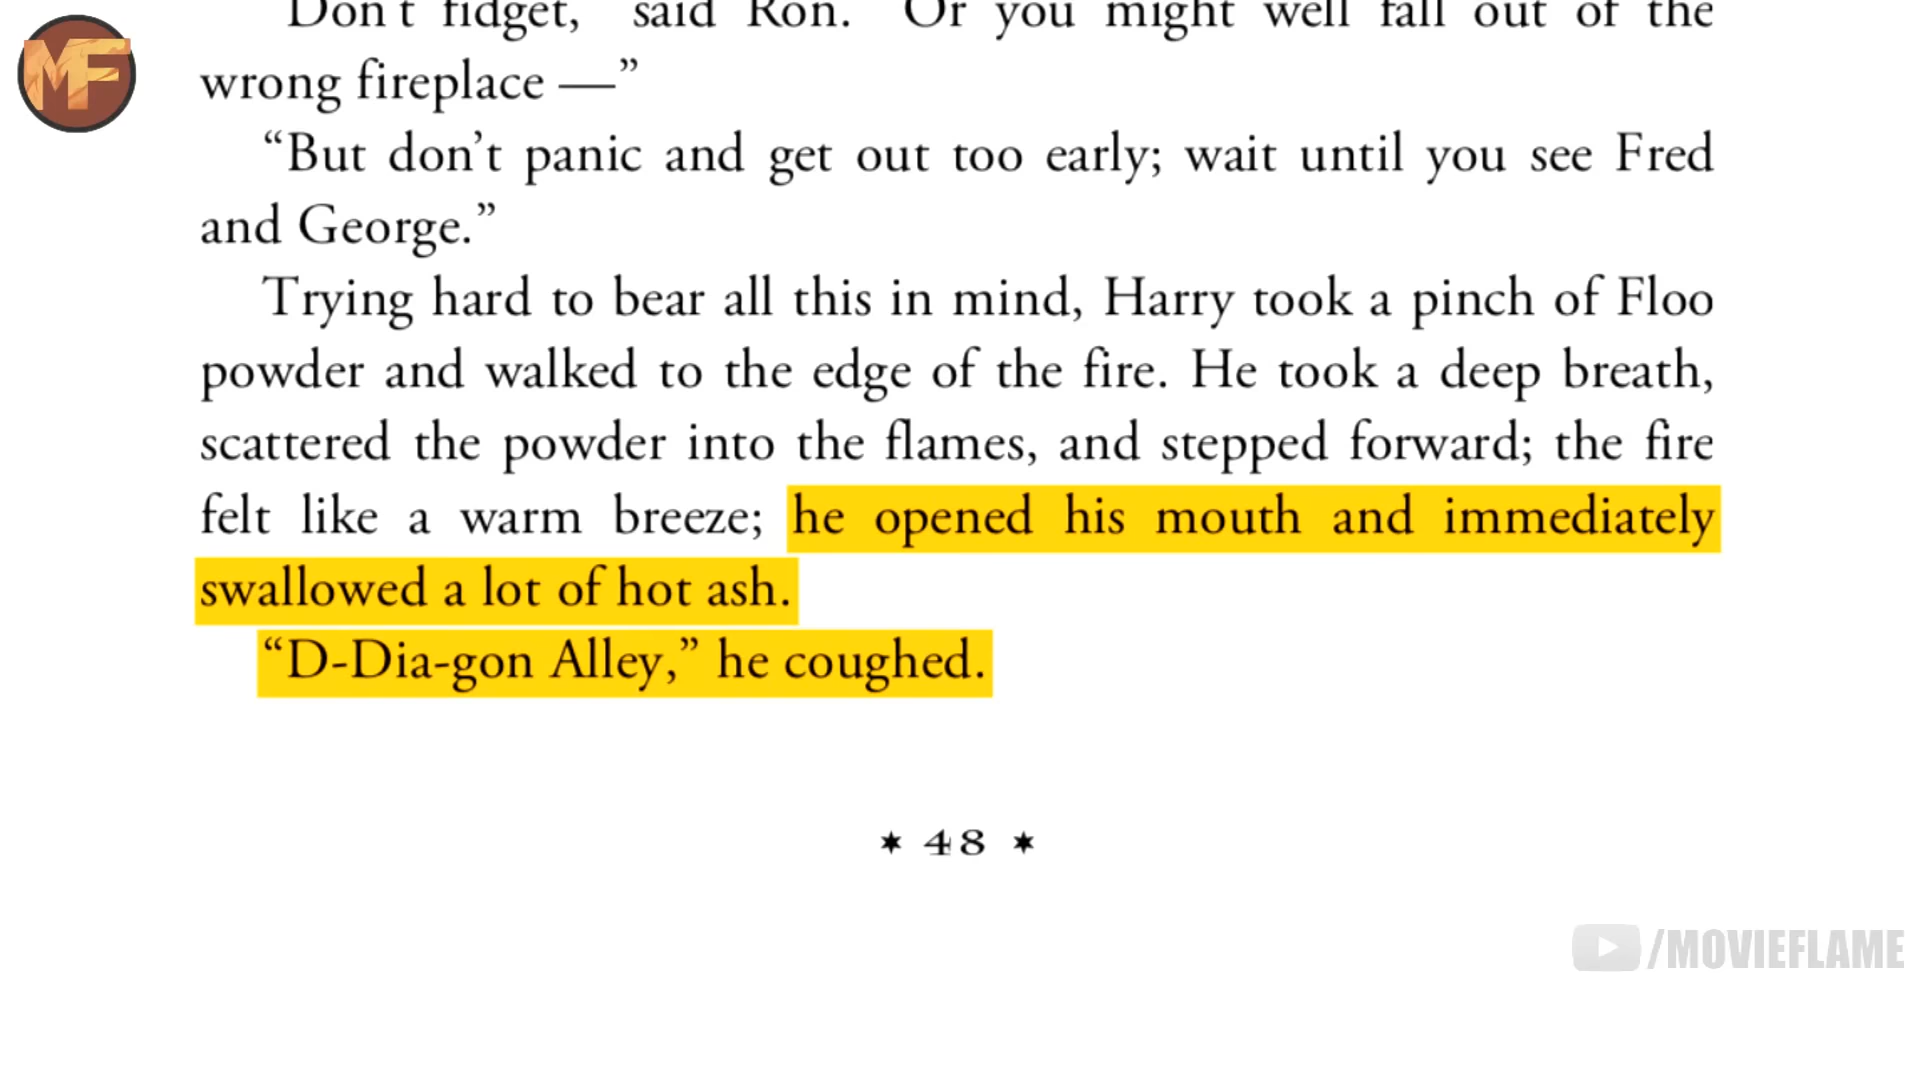 MF
Don't fidget," said Ron. "Or you might well fall out of the
wrong fireplace —”
“But don’t panic and get out too early; wait until you see Fred
and George.”
Trying hard to bear all this in mind, Harry took a pinch of Floo
powder and walked to the edge of the fire. He took a deep breath,
scattered the powder into the flames, and stepped forward; the fire
felt like a warm breeze; he opened his mouth and immediately
swallowed a lot of hot ash.
“D-Dia-gon Alley,” he coughed.
★ 48 ★
/MOVIEFLAME